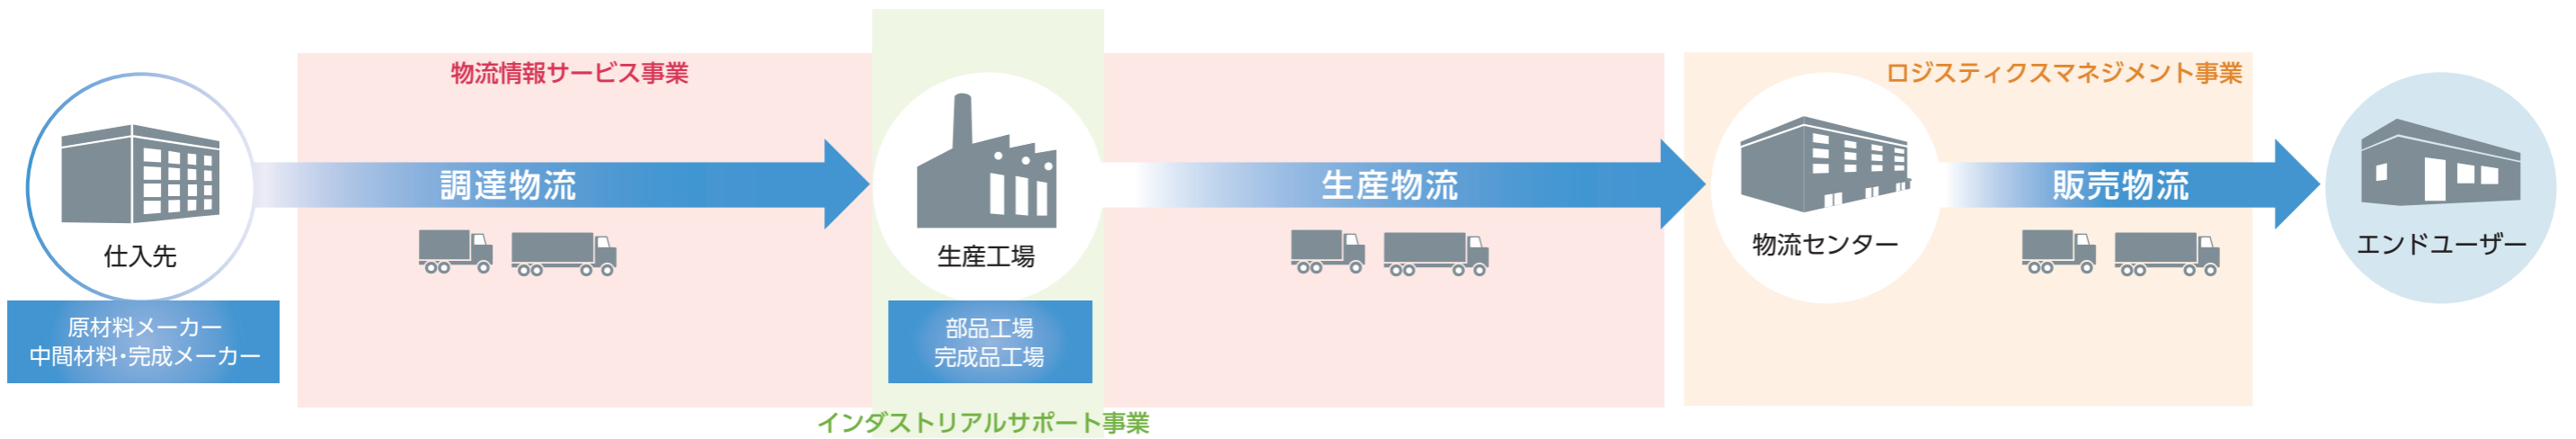 物流情報サービス事業
ロジスティクスマネジメント事業
調達物流
生産物流
販売物流
仕入先
生産工場
物流センター
エンドユーザー
原材料メーカー
中間材料・完成メーカー
部品工場
完成品工場
インダストリアルサポート事業